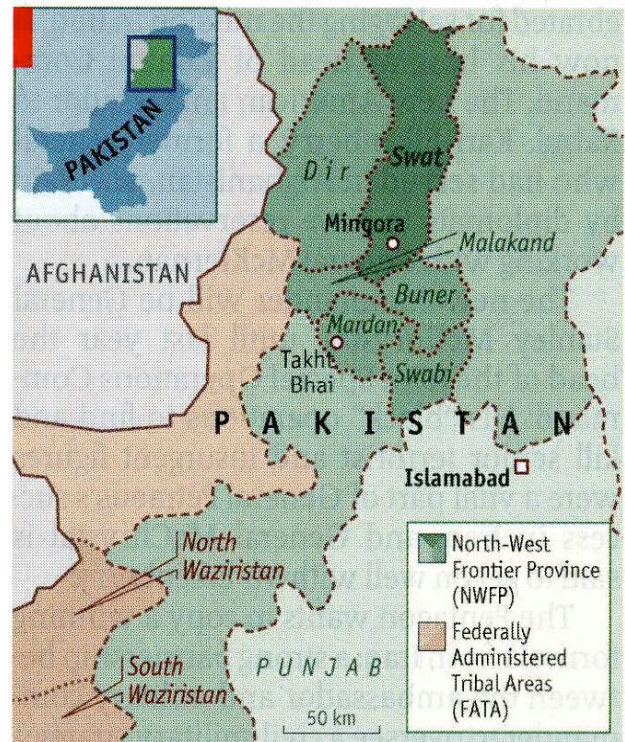 PAKISTAN
Dir
Swat
Mingora
Malakand
AFGHANISTAN
Buner
Mardan
Takht
Bhai
Swabi
PAKISTAN
Islamabad
North
Waziristan
South
Waziristan
PUNJAB
50 km
North-West
Frontier Province
(NWFP)
Federally
Administered
Tribal Areas
(FATA)